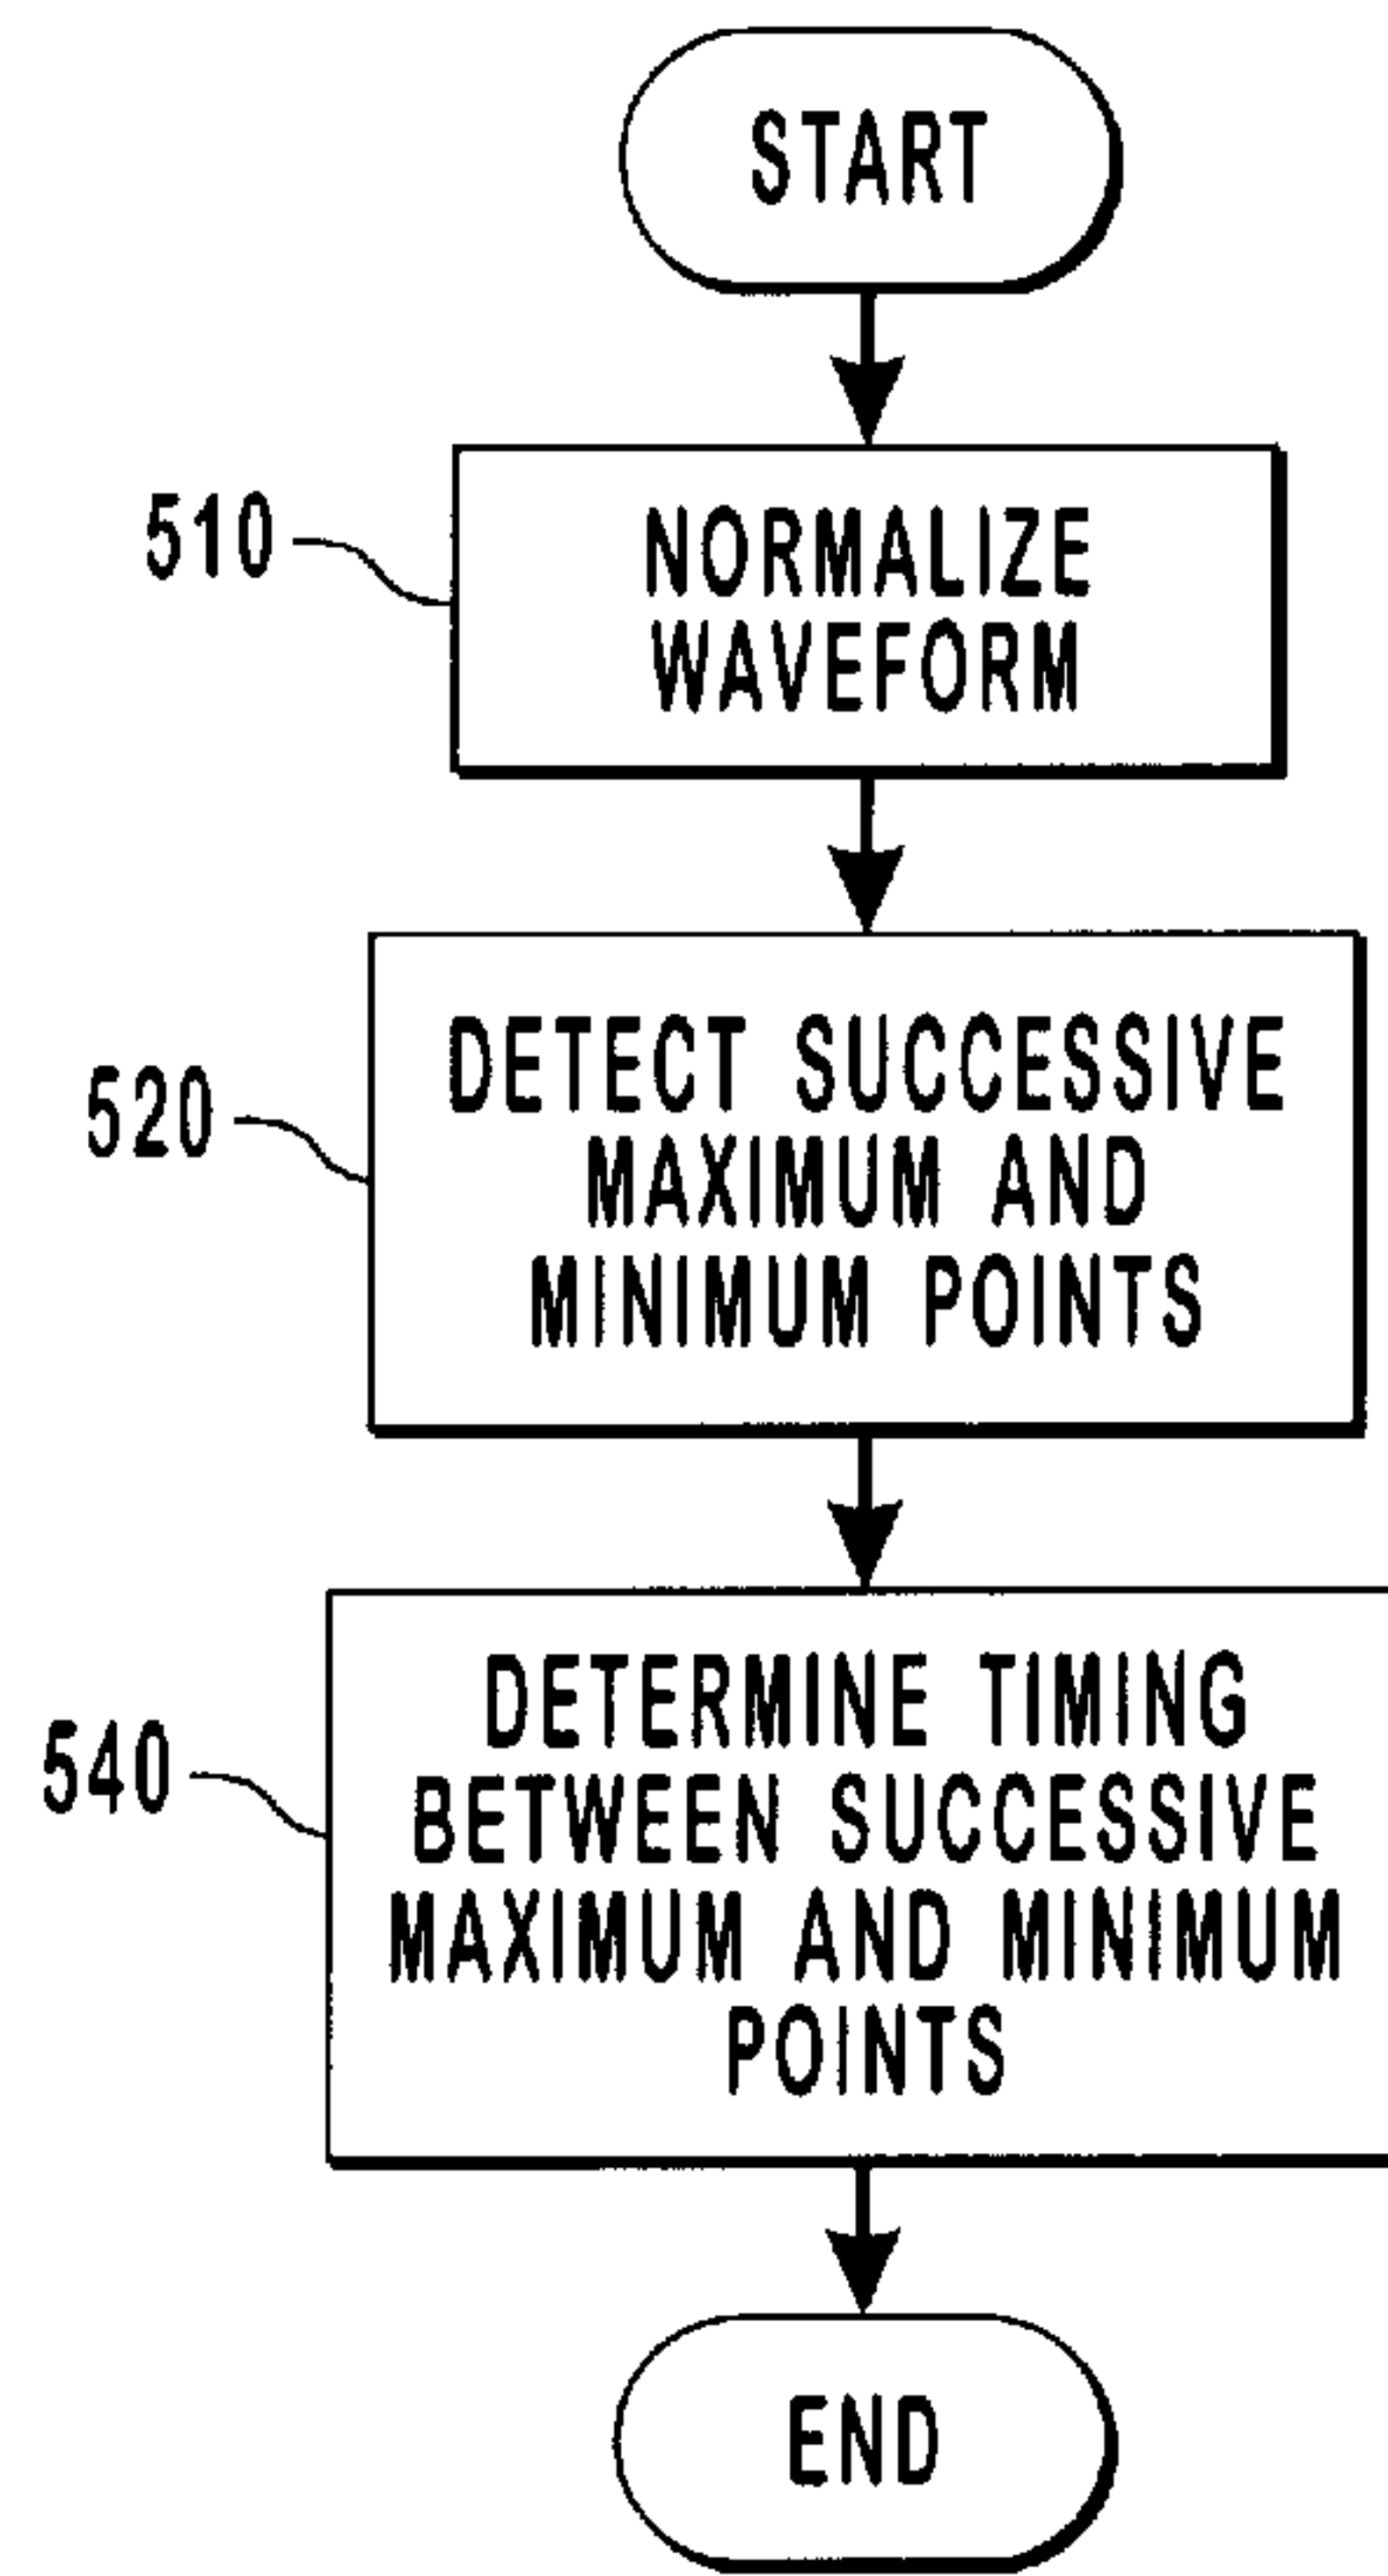 START
510
NORMALIZE
WAVEFORM
520
DETECT SUCCESSIVE
MAXIMUM AND
MINIMUM POINTS
540
DETERMINE TIMING
BETWEEN SUCCESSIVE
MAXIMUM AND MINIMUM
POINTS
END